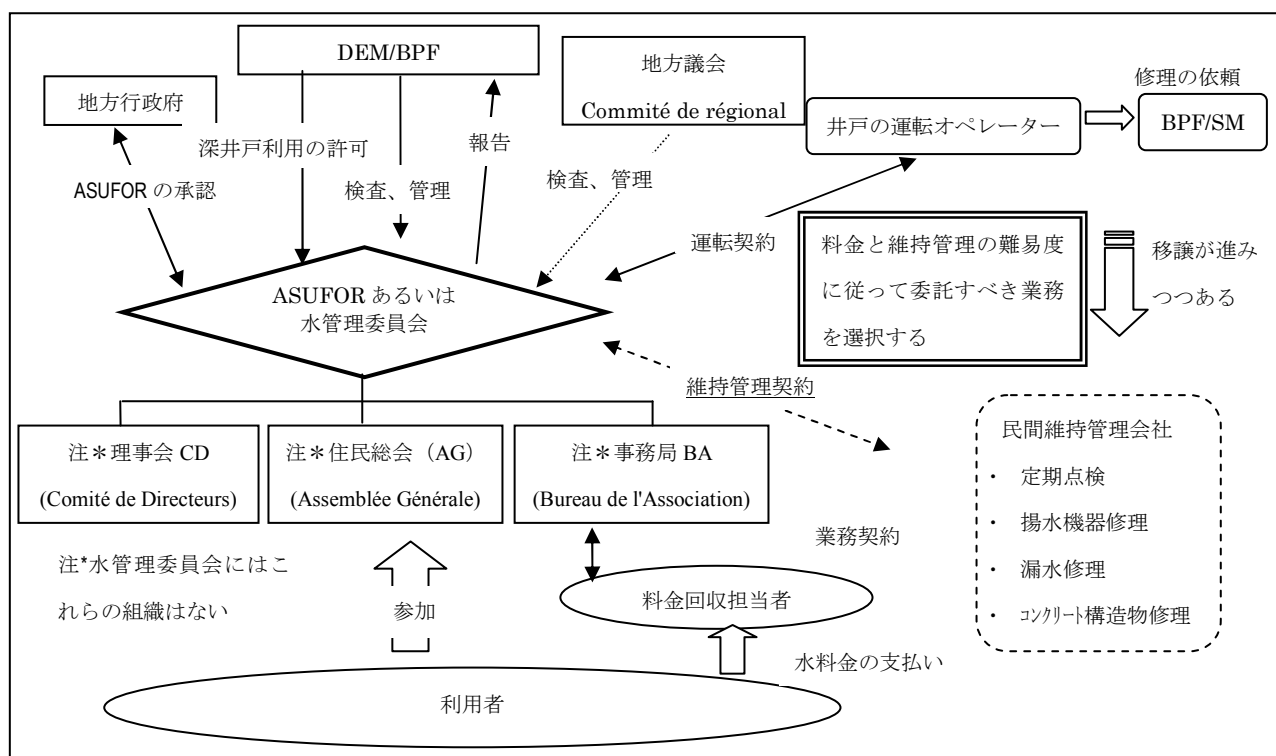 DEM/BPF
地方議会
Commité de régional
地方行政府
修理の依頼
井戸の運転オペレーター
BPF/SM
深井戸利用の許可
報告
ASUFOR の承認
検査、管理
検査、管理
運転契約
料金と維持管理の難易度
に従って委託すべき業務
を選択する
移譲が進み
つつある
ASUFOR あるいは
水管理委員会
維持管理契約
注＊理事会 CD
(Comité de Directeurs)
注＊住民総会（AG）
(Assemblée Générale)
注＊事務局 BA
(Bureau de l'Association)
民間維持管理会社
・ 定期点検
・ 揚水機器修理
・ 漏水修理
・ ｺﾝｸﾘｰﾄ構造物修理
注*水管理委員会にはこ
れらの組織はない
参加
業務契約
料金回収担当者
水料金の支払い
利用者